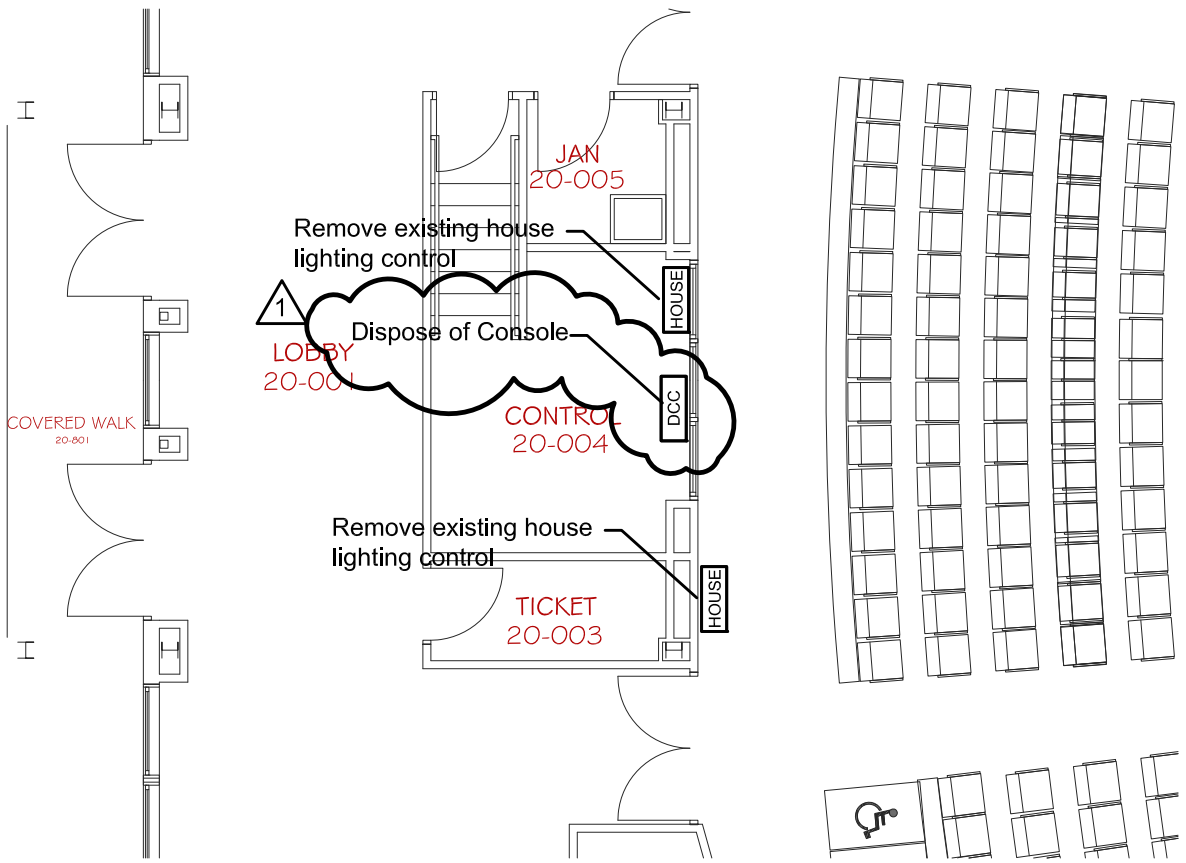 JAN
20-005
Remove existing house
lighting control
HOUSE
1
Dispose of Console
LOBBY
20-001
DCC
CONTROL
20-004
COVERED WALK
20-801
Remove existing house
lighting control
HOUSE
TICKET
20-003